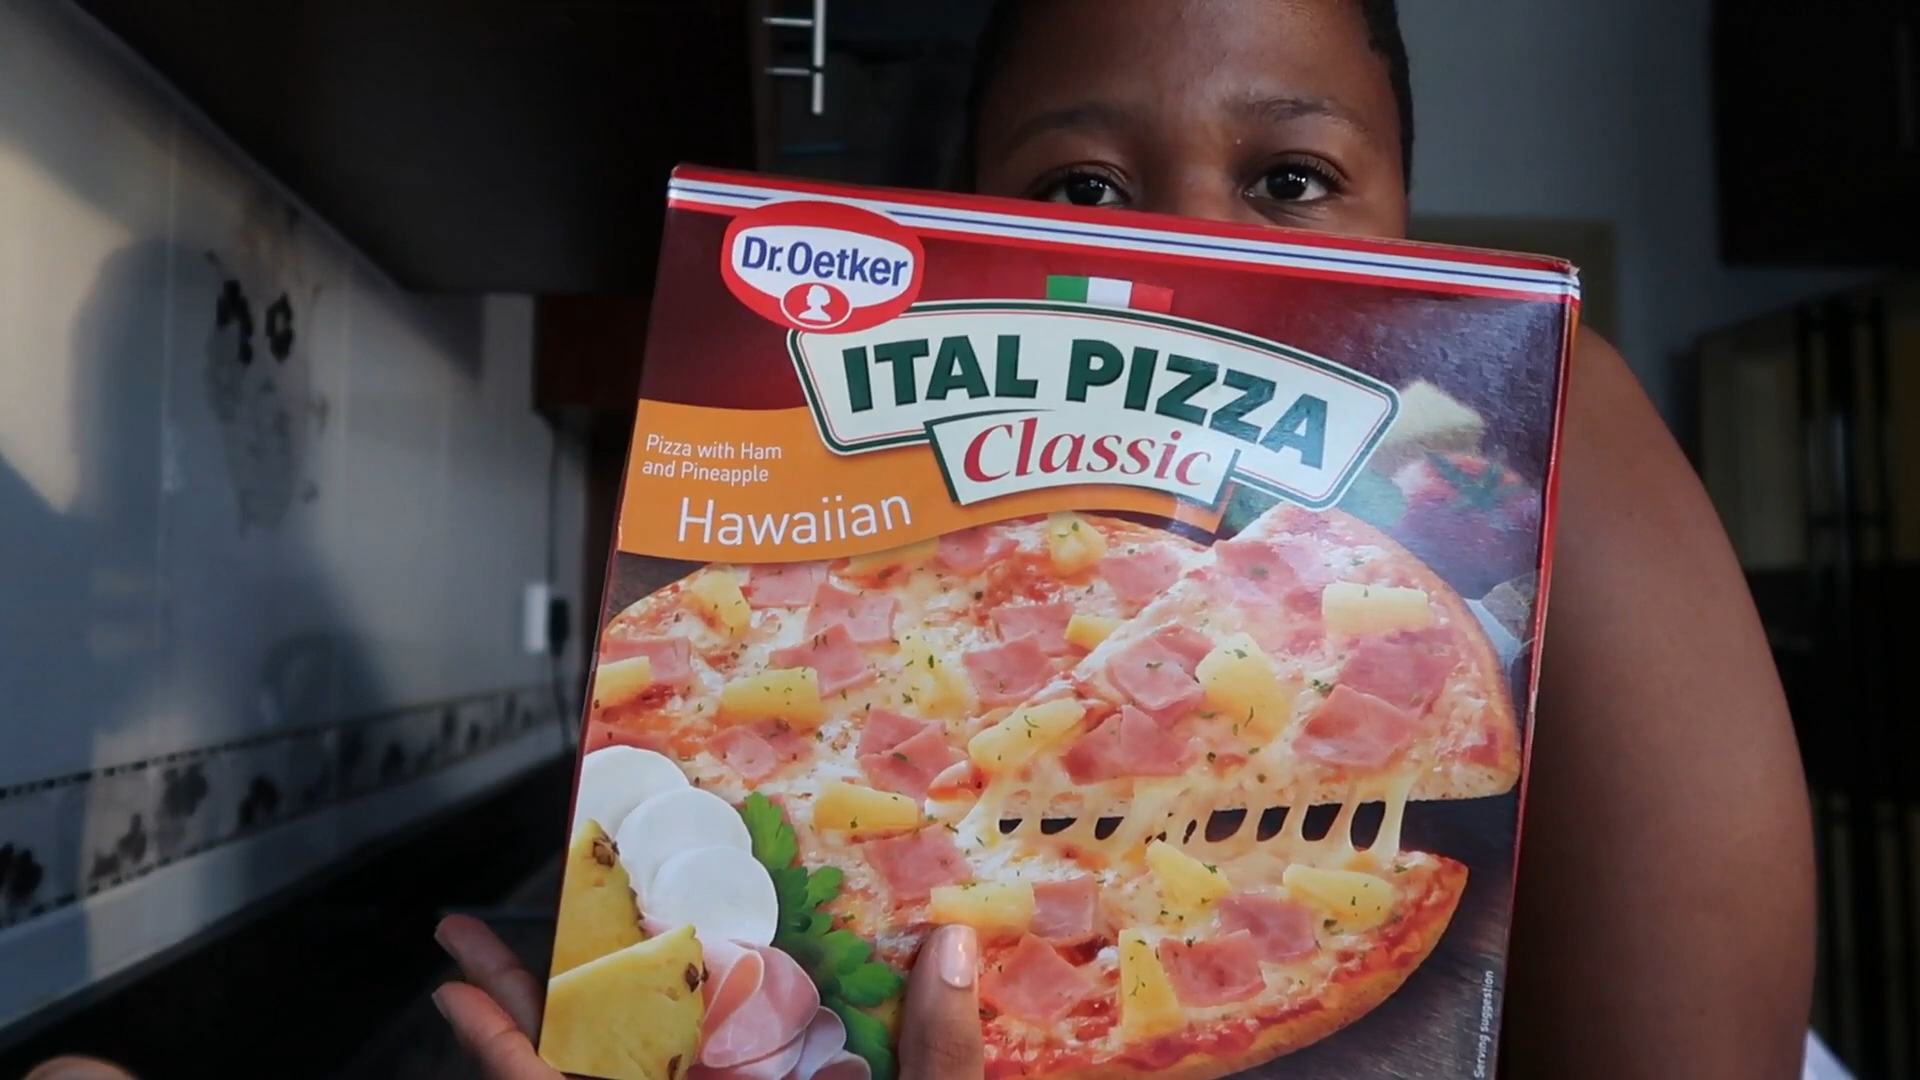 Dr.Oetker
ITAL PIZZA
Classic
Pizza with Ham
and Pineapple
Hawaiian
Serving suggestion